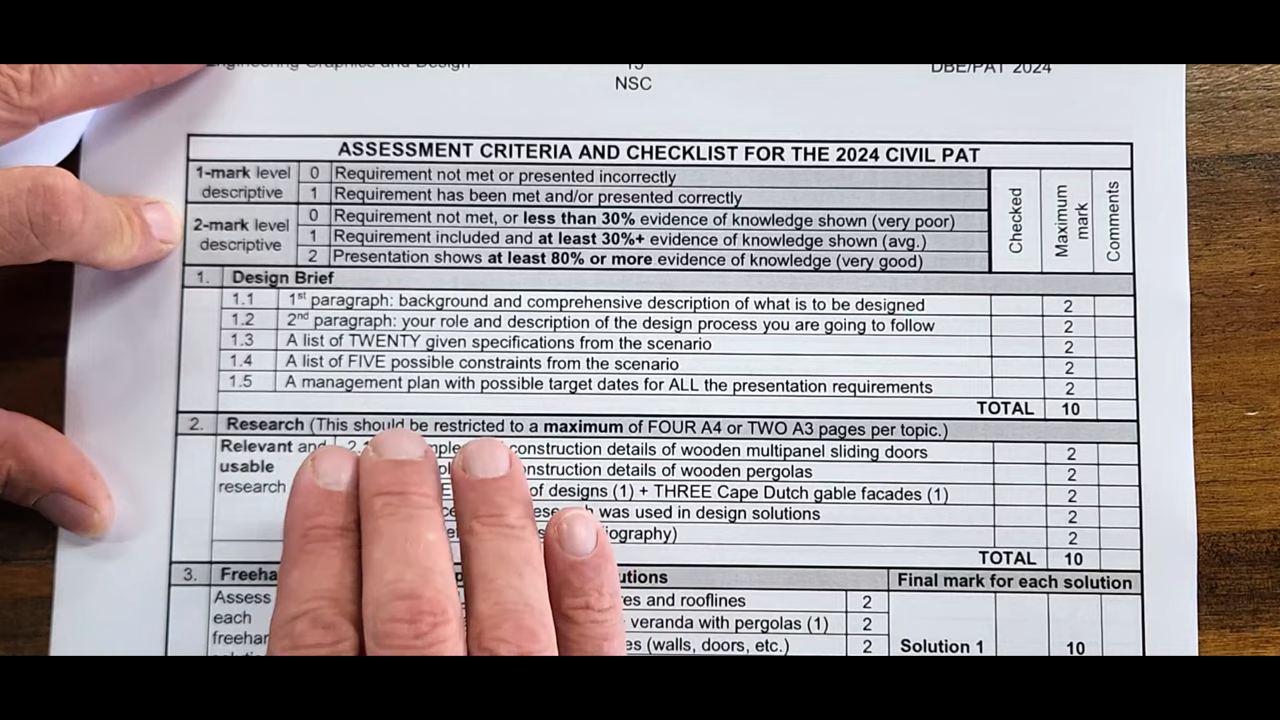 Engineering Graphics and Design 15 DBE/PAT 2024
NSC
ASSESSMENT CRITERIA AND CHECKLIST FOR THE 2024 CIVIL PAT
1-mark level descriptive
0 Requirement not met or presented incorrectly
1 Requirement has been met and/or presented correctly
2-mark level descriptive
0 Requirement not met, or less than 30% evidence of knowledge shown (very poor)
1 Requirement included and at least 30%+ evidence of knowledge shown (avg.)
2 Presentation shows at least 80% or more evidence of knowledge (very good)
Checked
Maximum mark
Comments
1. Design Brief
1.1 1st paragraph: background and comprehensive description of what is to be designed 2
1.2 2nd paragraph: your role and description of the design process you are going to follow 2
1.3 A list of TWENTY given specifications from the scenario 2
1.4 A list of FIVE possible constraints from the scenario 2
1.5 A management plan with possible target dates for ALL the presentation requirements 2
TOTAL 10
2. Research (This should be restricted to a maximum of FOUR A4 or TWO A3 pages per topic.)
Relevant and construction details of wooden multipanel sliding doors 2
usable construction details of wooden pergolas 2
research of designs (1) + THREE Cape Dutch gable facades (1) 2
was used in design solutions 2
2
TOTAL 10
3. Final mark for each solution
Assess and rooflines 2
each veranda with pergolas (1) 2
(walls, doors, etc.) 2 Solution 1 10